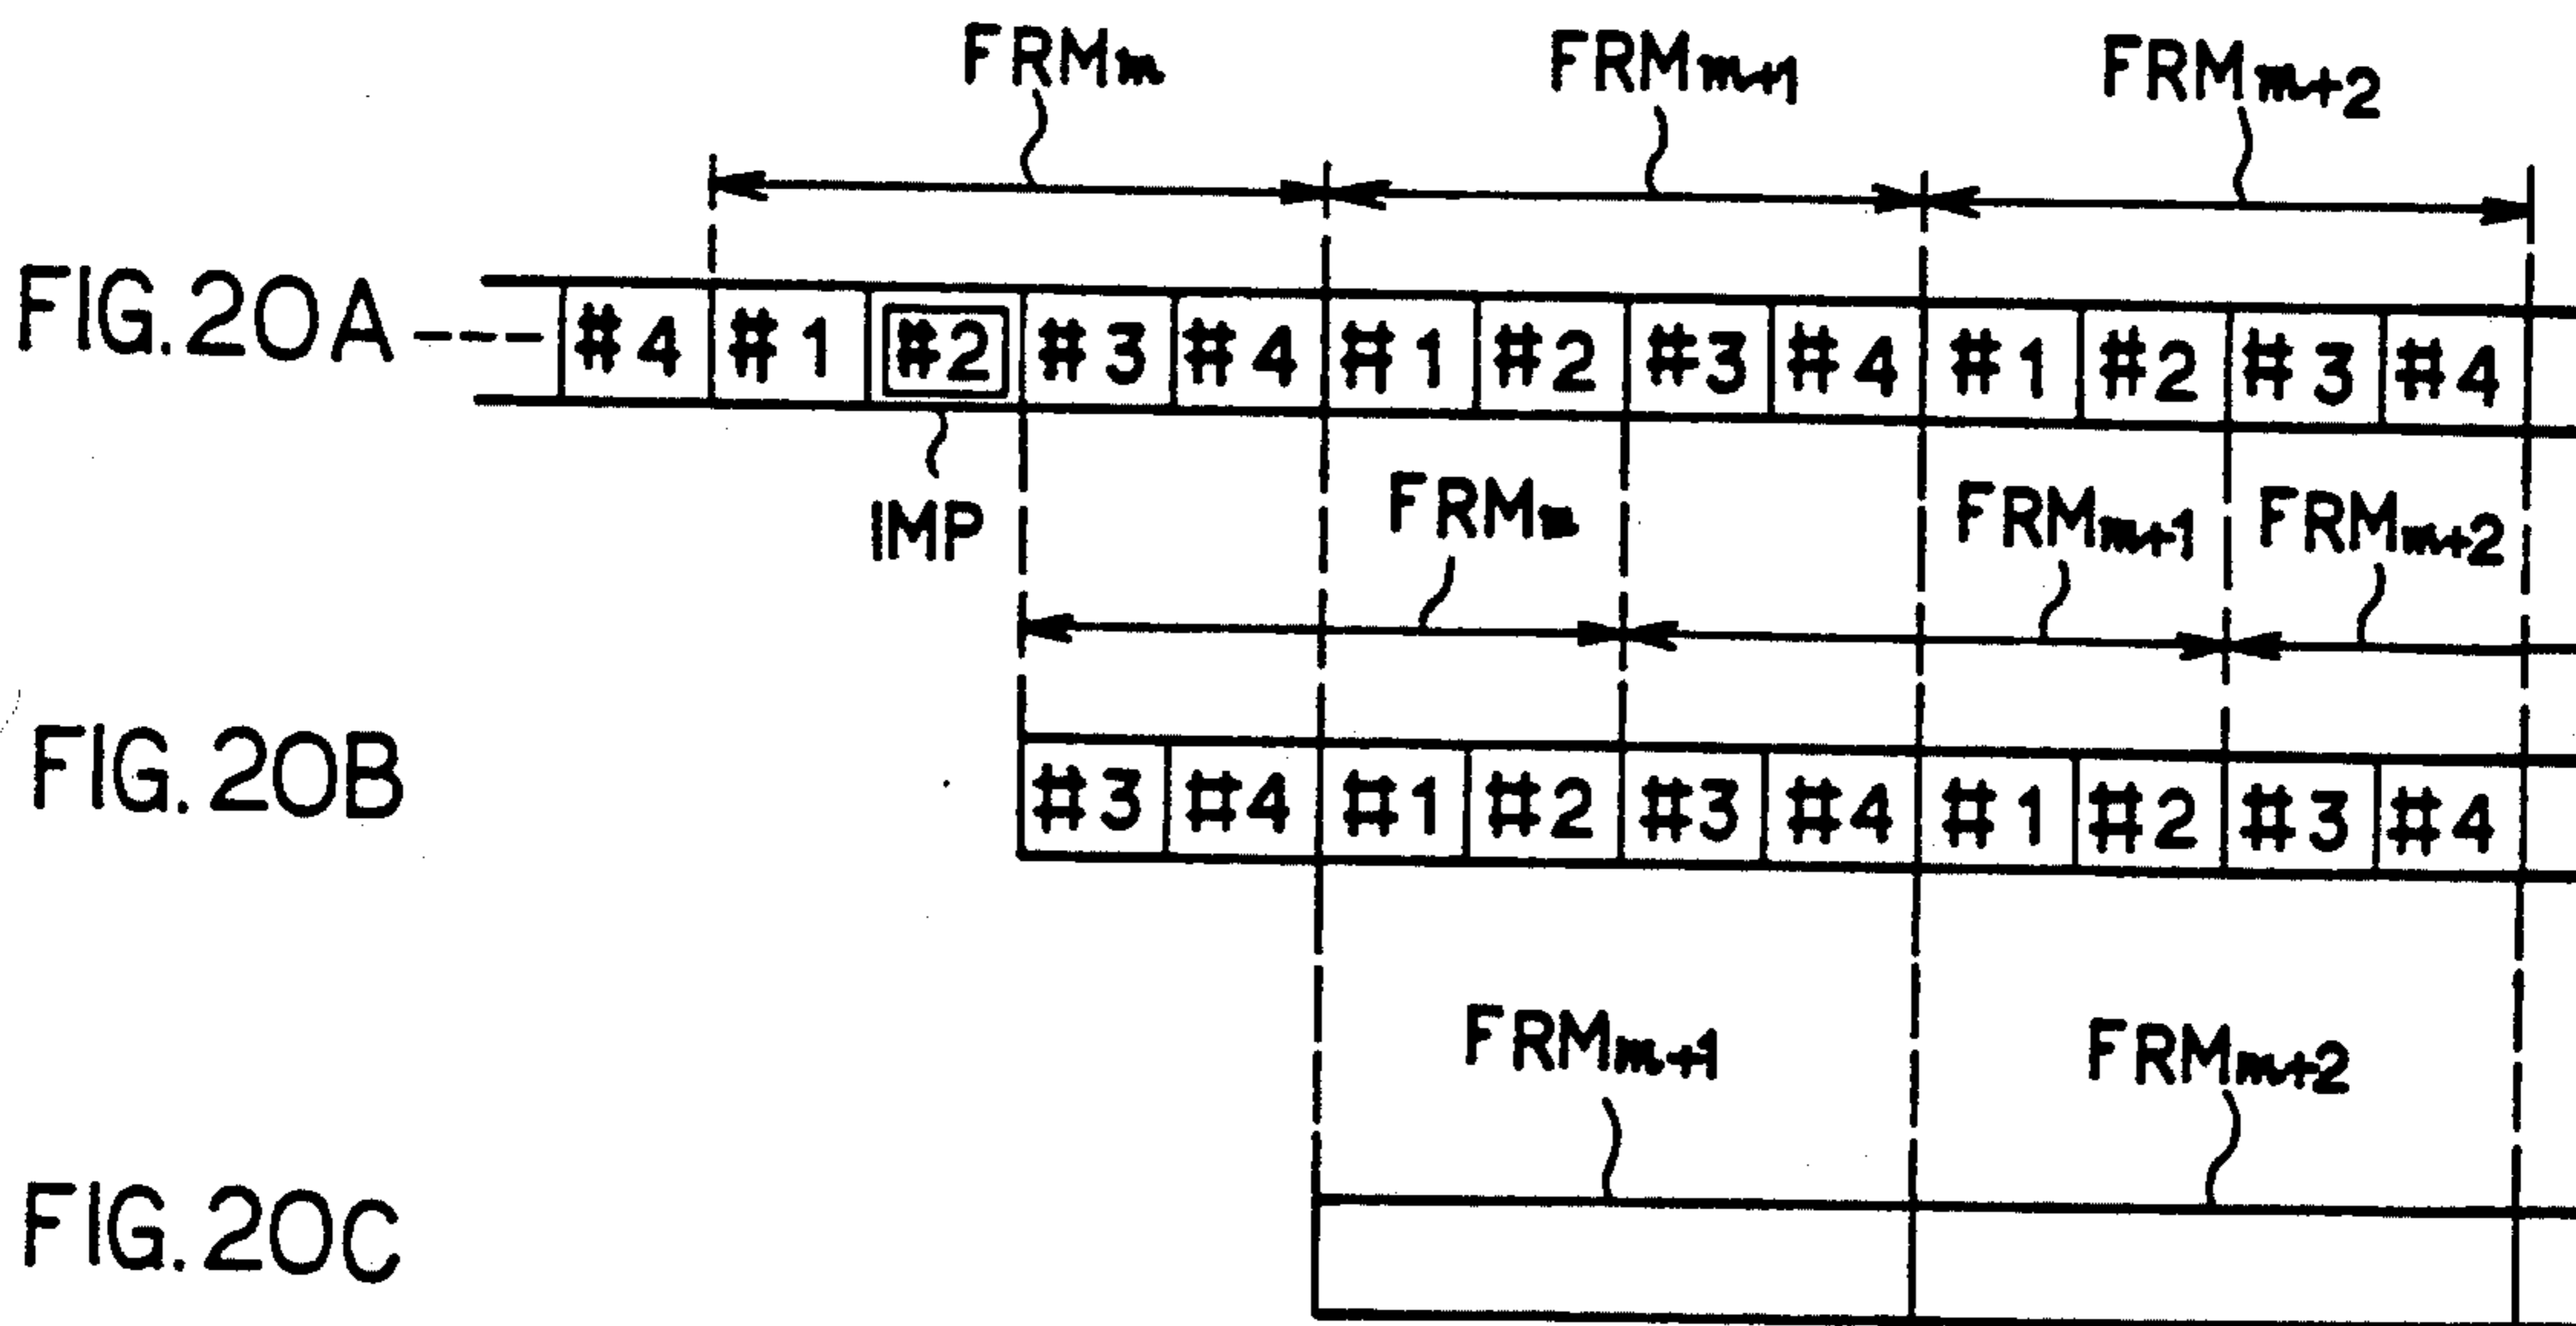 FRMm FRMm+1 FRMm+2
FIG.20A #4 #1 #2 #3 #4 #1 #2 #3 #4 #1 #2 #3 #4
IMP FRMm FRMm+1 FRMm+2
FIG.20B #3 #4 #1 #2 #3 #4 #1 #2 #3 #4
FRMm+1 FRMm+2
FIG.20C